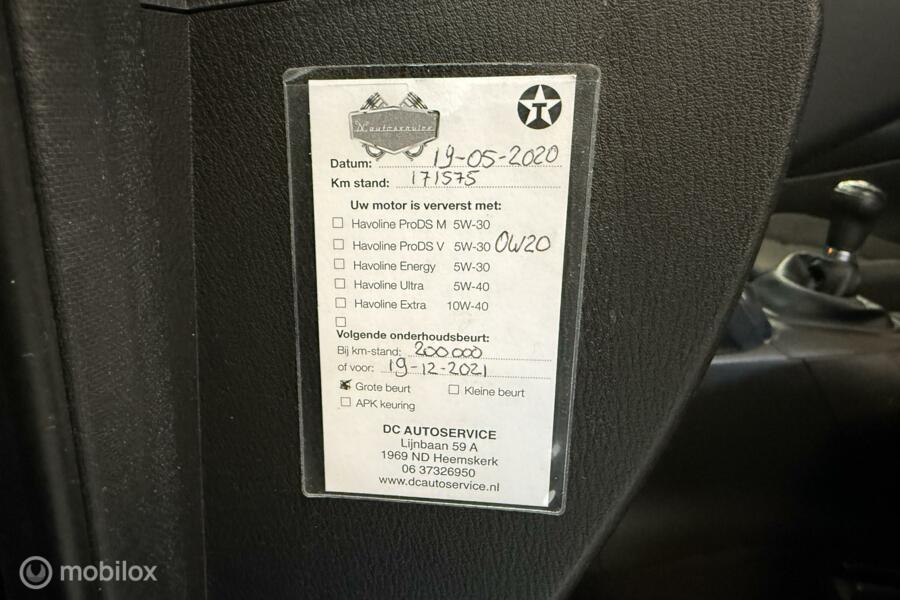 DC autoservice
T
Datum: 19-05-2020
Km stand: 171575
Uw motor is ververst met:
Havoline ProDS M 5W-30
Havoline ProDS V 5W-30 0W20
Havoline Energy 5W-30
Havoline Ultra 5W-40
Havoline Extra 10W-40
Volgende onderhoudsbeurt:
Bij km-stand: 200000
of voor: 19-12-2021
Grote beurt Kleine beurt
APK keuring
DC AUTOSERVICE
Lijnbaan 59 A
1969 ND Heemskerk
06 37326950
www.dcautoservice.nl
mobilox